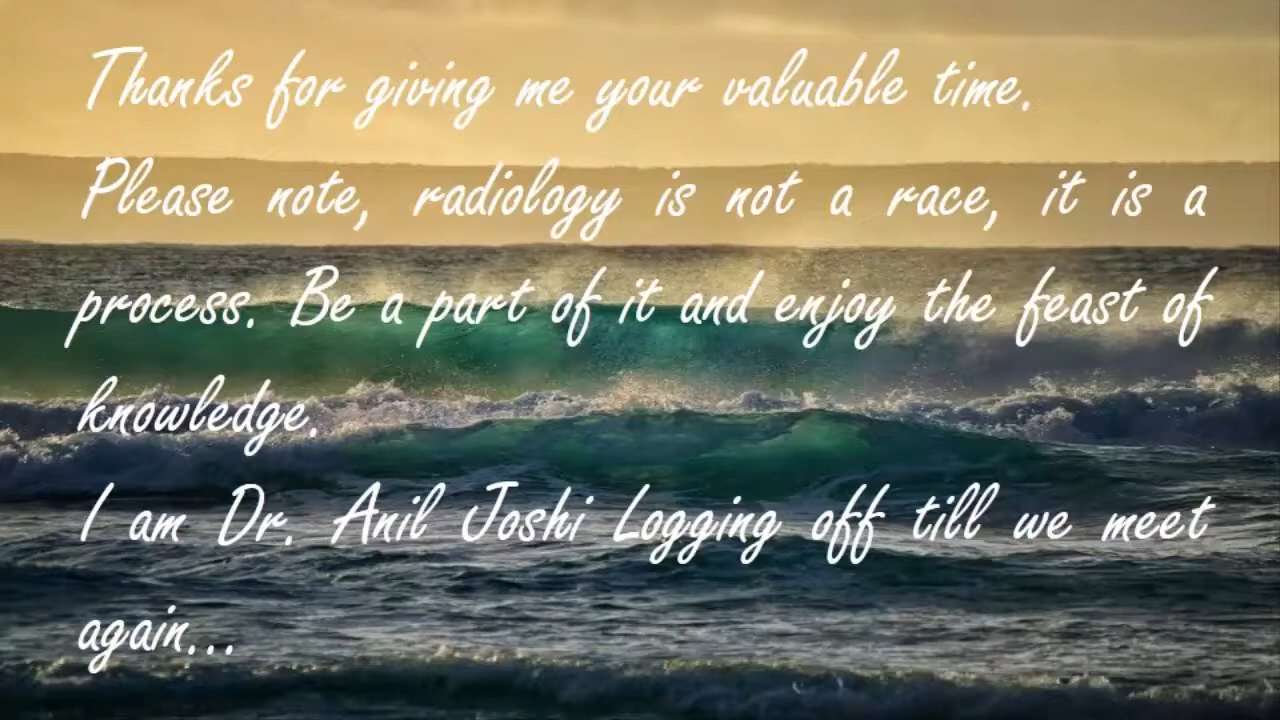 Thanks for giving me your valuable time.
Please note, radiology is not a race, it is a
process. Be a part of it and enjoy the feast of
knowledge.
I am Dr. Anil Joshi Logging off till we meet
again...